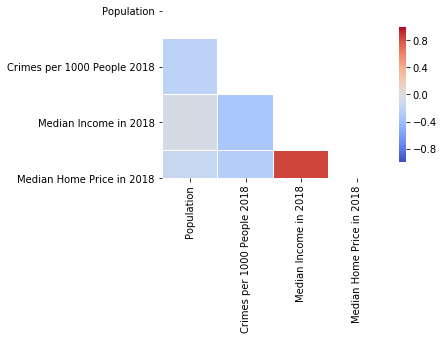 Population
Crimes per 1000 People 2018
Median Income in 2018
Median Home Price in 2018
0.8
0.4
0.0
−0.4
−0.8
Population
Crimes per 1000 People 2018
Median Income in 2018
Median Home Price in 2018